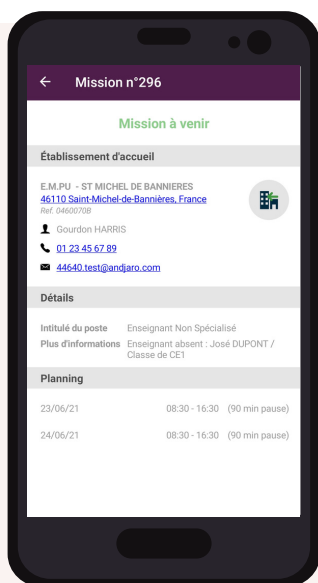 Mission n°296
Mission à venir
Établissement d'accueil
E.M.PU - ST MICHEL DE BANNIERES
46110 Saint-Michel-de-Bannières, France
Ref. 0460070B
Gourdon HARRIS
01 23 45 67 89
44640.test@andjaro.com
Détails
Intitulé du poste Enseignant Non Spécialisé
Plus d'informations Enseignant absent : José DUPONT /
Classe de CE1
Planning
23/06/21 08:30 - 16:30 (90 min pause)
24/06/21 08:30 - 16:30 (90 min pause)